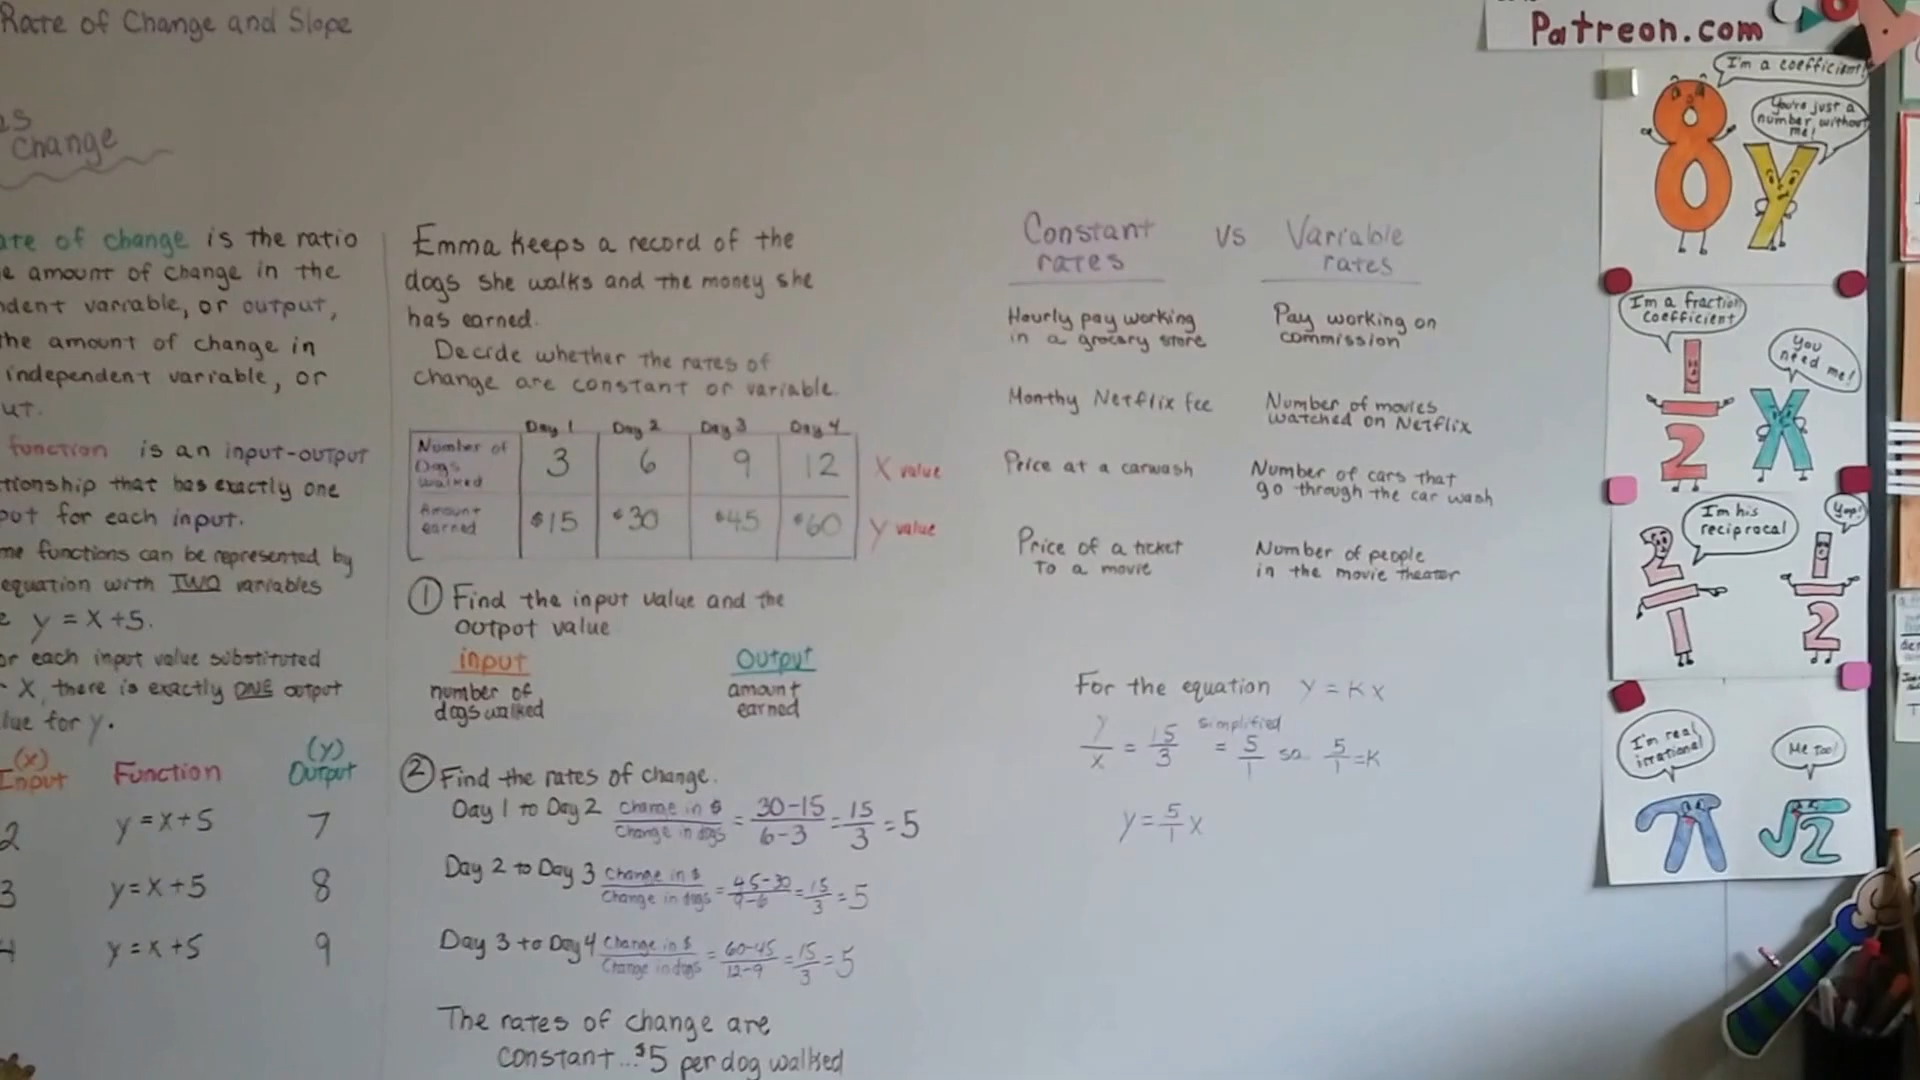 Rate of Change and Slope
Change
ate of change is the ratio
e amount of change in the
ndent variable, or output,
the amount of change in
independent variable, or
ut.
function is an input-output
tionship that has exactly one
put for each input.
me functions can be represented by
equation with TWO variables
e y = x + 5.
or each input value substituted
r X, there is exactly ONE output
lue for y.
(x) (y)
Input Function Output
2 y = x + 5 7
3 y = x + 5 8
4 y = x + 5 9
Emma keeps a record of the
dogs she walks and the money she
has earned.
Decide whether the rates of
change are constant or variable.
Day 1 Day 2 Day 3 Day 4
Number of Dogs walked 3 6 9 12 X value
Amount earned $15 $30 $45 $60 Y value
① Find the input value and the
output value
input output
number of amount
dogs walked earned
② Find the rates of change.
Day 1 to Day 2 Change in $ / Change in dogs = 30-15 / 6-3 = 15/3 = 5
Day 2 to Day 3 Change in $ / Change in dogs = 45-30 / 9-6 = 15/3 = 5
Day 3 to Day 4 Change in $ / Change in dogs = 60-45 / 12-9 = 15/3 = 5
The rates of change are
constant... $5 per dog walked
Constant vs Variable
rates rates
Hourly pay working Pay working on
in a grocery store commission
Monthy Netflix fee Number of movies
watched on Netflix
Price at a carwash Number of cars that
go through the car wash
Price of a ticket Number of people
to a movie in the movie theater
For the equation y = kx
simplified
y/x = 15/3 = 5/1 so 5/1 = k
y = 5/1 x
Patreon.com
I'm a coefficient!
You're just a
number without
me!
8 y
I'm a fraction
coefficient
You
need me!
1/2 X
I'm his
reciprocal
Yup!
2/1 1/2
I'm real
irrational
Me too!
π √2